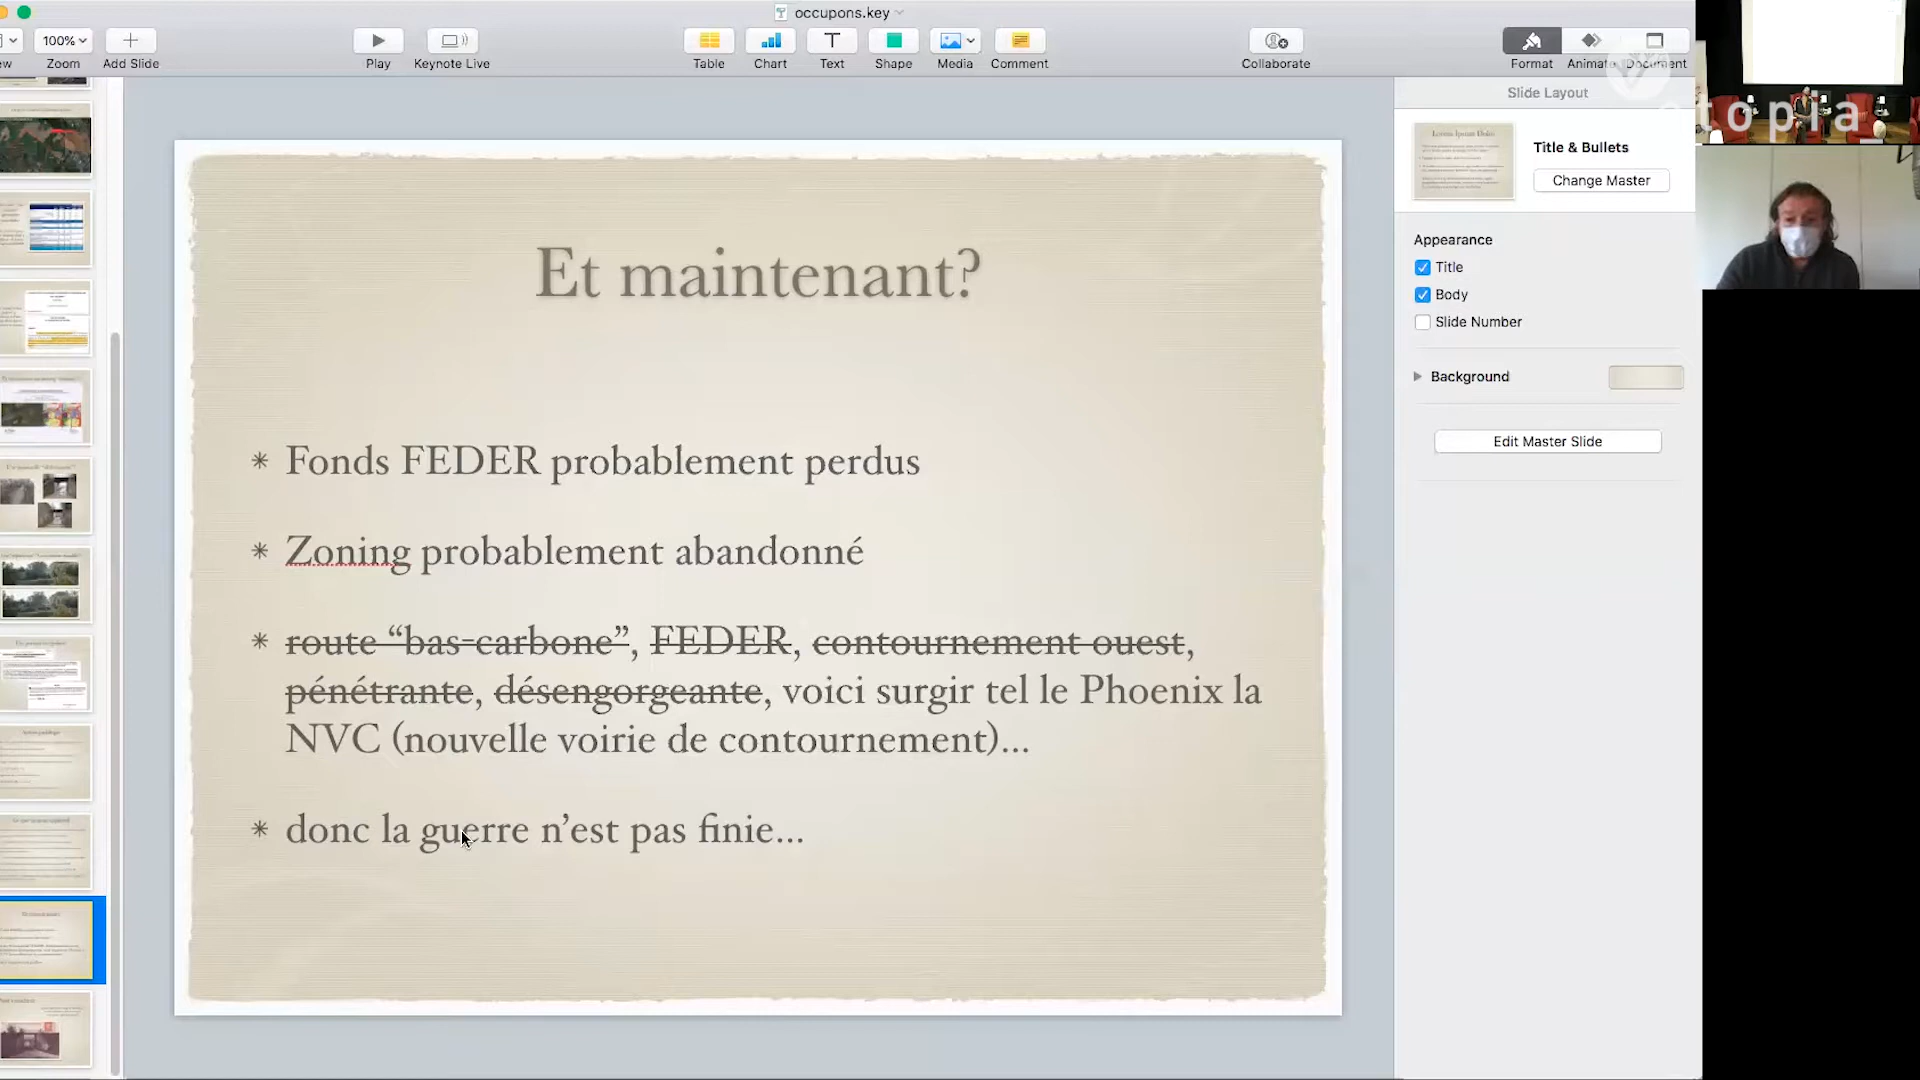 occupons.key
100%
Zoom
Add Slide
Play
Keynote Live
Table
Chart
Text
Shape
Media
Comment
Collaborate
Format
Animate
Document
Slide Layout
topia_
Title & Bullets
Change Master
Appearance
Title
Body
Slide Number
Background
Edit Master Slide
Et maintenant?
* Fonds FEDER probablement perdus
* Zoning probablement abandonné
* route “bas-carbone”, FEDER, contournement ouest,
pénétrante, désengorgeante, voici surgir tel le Phoenix la
NVC (nouvelle voirie de contournement)...
* donc la guerre n’est pas finie...